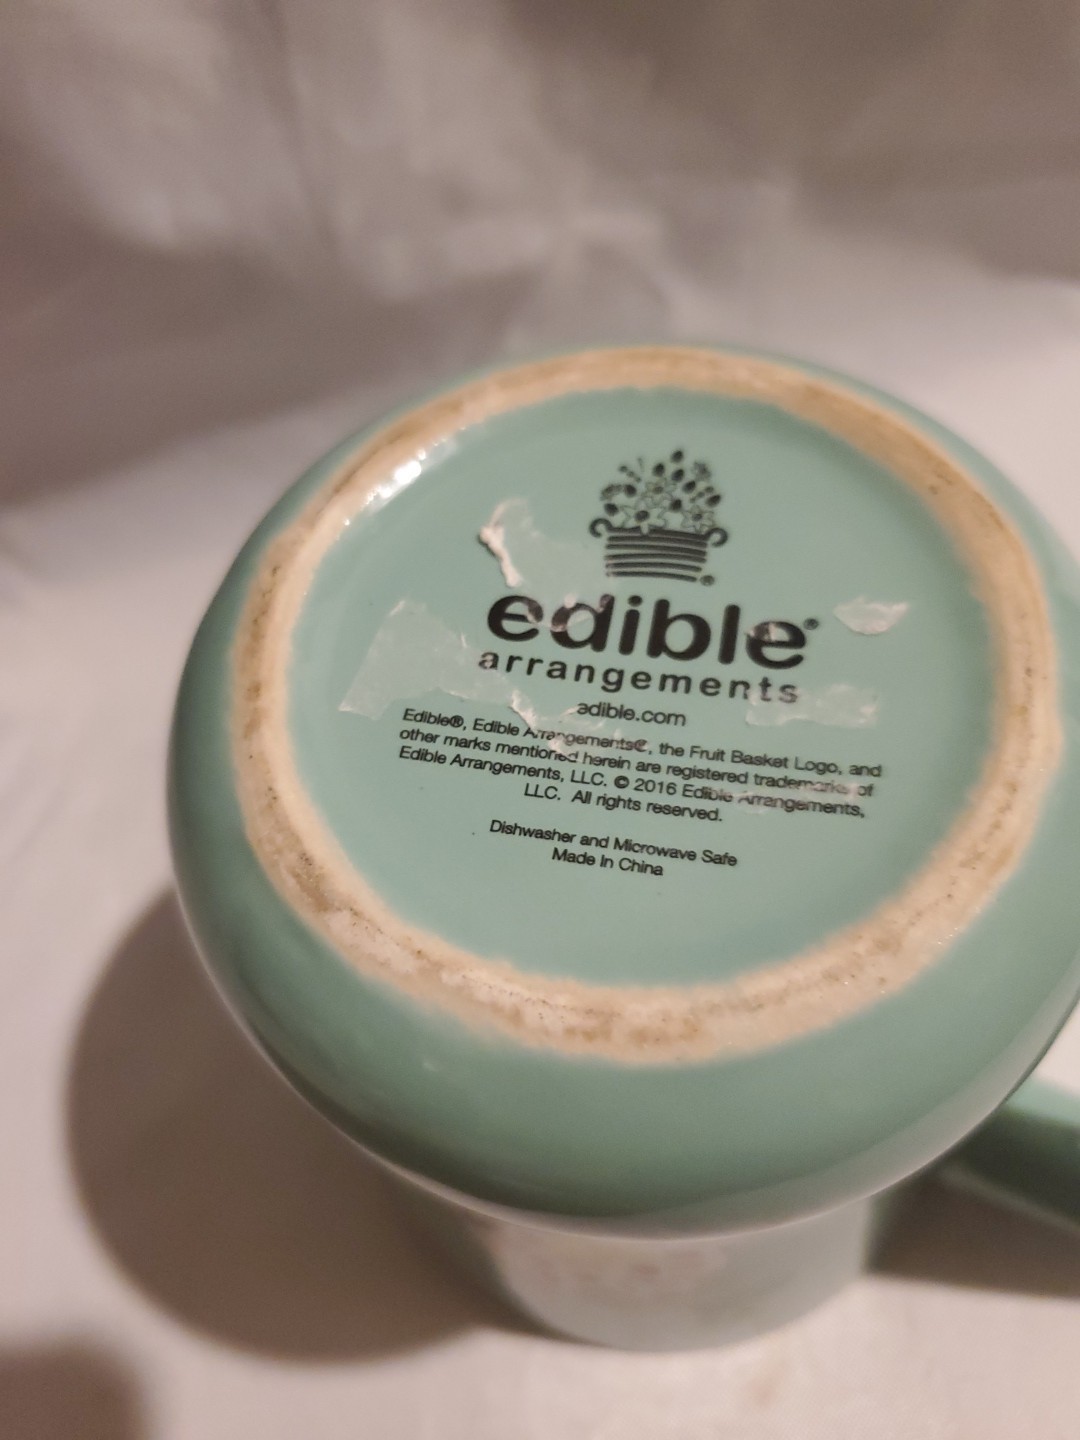 edible®
arrangements
edible.com
Edible®, Edible Arrangements®, the Fruit Basket Logo, and
other marks mentioned herein are registered trademarks of
Edible Arrangements, LLC. © 2016 Edible Arrangements,
LLC. All rights reserved.
Dishwasher and Microwave Safe
Made In China